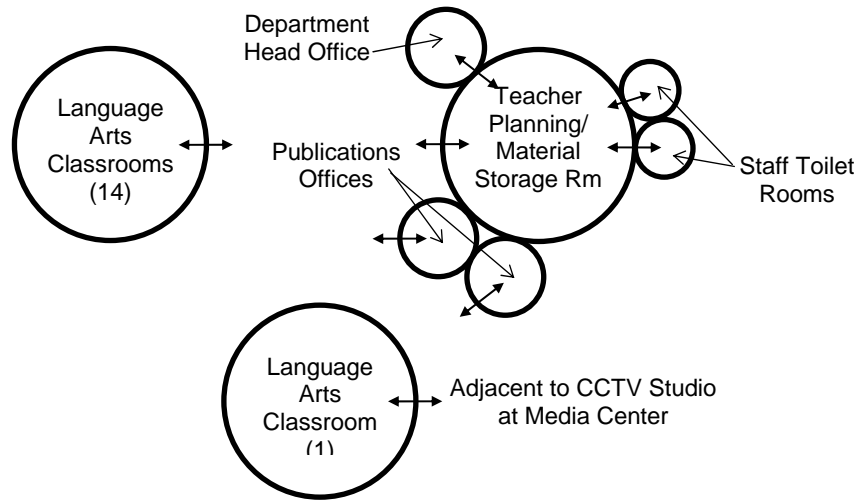 Department
Head Office
Language
Arts
Classrooms
(14)
Teacher
Planning/
Material
Storage Rm
Publications
Offices
Staff Toilet
Rooms
Language
Arts
Classroom
(1)
Adjacent to CCTV Studio
at Media Center